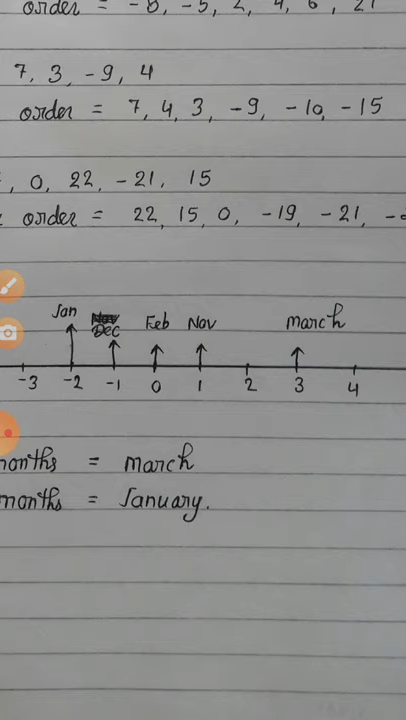 order = -8, -5, 2, 4, 6, 21
7, 3, -9, 4
order = 7, 4, 3, -9, -10, -15
, 0, 22, -21, 15
order = 22, 15, 0, -19, -21, -
Jan Dec Feb Nov march
-3 -2 -1 0 1 2 3 4
months = march
months = January.